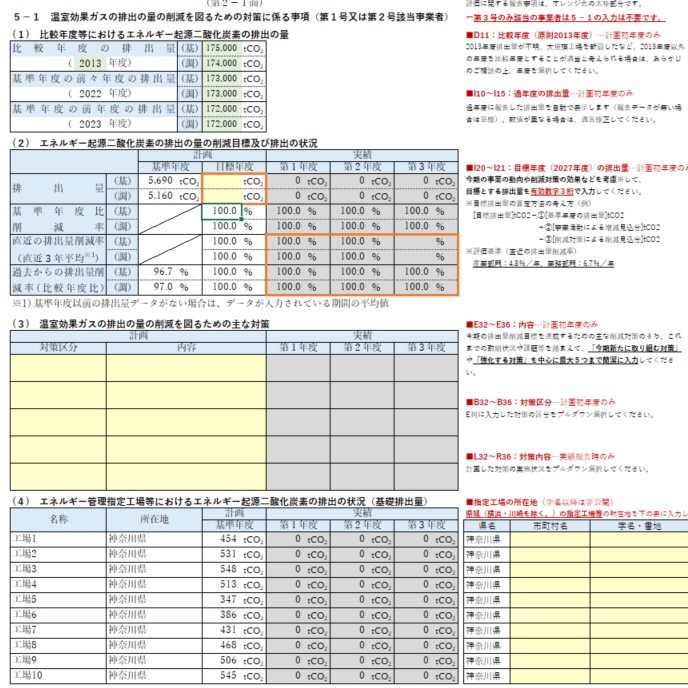 (第２－１面)
５－１　温室効果ガスの排出の量の削減を図るための対策に係る事項（第１号又は第２号該当事業者）
（１）　比較年度等におけるエネルギー起源二酸化炭素の排出の量
比較年度の排出量 (基) 175,000 tCO2
（ 2013 年度） (調) 174,000 tCO2
基準年度の前々年度の排出量 (基) 173,000 tCO2
（ 2022 年度） (調) 173,000 tCO2
基準年度の前年度の排出量 (基) 172,000 tCO2
（ 2023 年度） (調) 172,000 tCO2
（２）　エネルギー起源二酸化炭素の排出の量の削減目標及び排出の状況
計画 実績
基準年度 目標年度 第１年度 第２年度 第３年度
排出量 (基) 5.690 tCO2 tCO2 0 tCO2 0 tCO2 0 tCO2
(調) 5.160 tCO2 tCO2 0 tCO2 0 tCO2 0 tCO2
基準年度比 (基) 100.0 % 100.0 % 100.0 % 100.0 %
削減率 (調) 100.0 % 100.0 % 100.0 % 100.0 %
直近の排出量削減率 (基) 100.0 % 100.0 % 100.0 % 100.0 %
（直近３年平均※1） (調) 100.0 % 100.0 % 100.0 % 100.0 %
過去からの排出量削 (基) 96.7 % 100.0 % 100.0 % 100.0 % 100.0 %
減率（比較年度比） (調) 97.0 % 100.0 % 100.0 % 100.0 % 100.0 %
※1）基準年度以前の排出量データがない場合は、データが入力されている期間の平均値
（３）　温室効果ガスの排出の量の削減を図るための主な対策
計画 実績
対策区分 内容 第１年度 第２年度 第３年度
（４）　エネルギー管理指定工場等におけるエネルギー起源二酸化炭素の排出の状況（基礎排出量）
名称 所在地 計画 実績
基準年度 第１年度 第２年度 第３年度
工場1 神奈川県 454 tCO2 0 tCO2 0 tCO2 0 tCO2
工場2 神奈川県 531 tCO2 0 tCO2 0 tCO2 0 tCO2
工場3 神奈川県 548 tCO2 0 tCO2 0 tCO2 0 tCO2
工場4 神奈川県 513 tCO2 0 tCO2 0 tCO2 0 tCO2
工場5 神奈川県 347 tCO2 0 tCO2 0 tCO2 0 tCO2
工場6 神奈川県 386 tCO2 0 tCO2 0 tCO2 0 tCO2
工場7 神奈川県 431 tCO2 0 tCO2 0 tCO2 0 tCO2
工場8 神奈川県 468 tCO2 0 tCO2 0 tCO2 0 tCO2
工場9 神奈川県 506 tCO2 0 tCO2 0 tCO2 0 tCO2
工場10 神奈川県 545 tCO2 0 tCO2 0 tCO2 0 tCO2
評価に関する報告事項は、オレンジ色の太枠部分です。
第３号のみ該当の事業者は５－１の入力は不要です。
■D11：比較年度（原則2013年度）…計画初年度のみ
2013年度排出量が不明、大規模工場を新設したなど、2013年度以外
の年度を比較年度とすることが適当と考えられる場合は、あらかじ
めご相談の上、年度を選択してください。
■I10～I15：過年度の排出量…計画初年度のみ
過年度に報告した排出量を自動で表示します（報告データが無い場
合は空欄）。数値が異なる場合は、適宜修正してください。
■I20～I21：目標年度（2027年度）の排出量…計画初年度のみ
今期の事業の動向や削減対策の効果などを考慮※して、
目標とする排出量を有効数字３桁で入力してください。
※目標排出量の算定方法の考え方（例）
［目標排出量]tCO2＝①[基準年度の排出量]tCO2
＋②[事業活動による増減見込分]tCO2
－③[削減対策による削減見込分]tCO2
※評価基準（直近の排出量削減率）
産業部門：4.8％／年、業務部門：6.7％／年
■E32～E36：内容…計画初年度のみ
今期の排出量削減目標を達成するための主な削減対策のうち、これ
までの取組状況や課題等を踏まえて、「今期新たに取り組む対策」
や「強化する対策」を中心に最大５つまで簡潔に入力してくださ
い。
■B32～B36：対策区分…計画初年度のみ
E列に入力した対策の区分をプルダウン選択してください。
■L32～R36：対策内容…実績報告時のみ
計画した対策の実施状況をプルダウン選択してください。
■指定工場の所在地（字名以降は非公開）
県域（横浜・川崎を除く。）の指定工場等の所在地を下の表に入力し
県名 市町村名 字名・番地
神奈川県
神奈川県
神奈川県
神奈川県
神奈川県
神奈川県
神奈川県
神奈川県
神奈川県
神奈川県